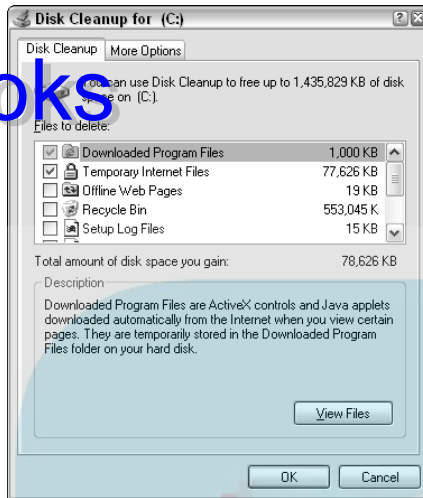 Disk Cleanup for (C:)
Disk Cleanup
More Options
You can use Disk Cleanup to free up to 1,435,829 KB of disk
space on (C:).
oks
Files to delete:
Downloaded Program Files 1,000 KB
Temporary Internet Files 77,626 KB
Offline Web Pages 19 KB
Recycle Bin 553,045 K
Setup Log Files 15 KB
Total amount of disk space you gain: 78,626 KB
Description
Downloaded Program Files are ActiveX controls and Java applets
downloaded automatically from the Internet when you view certain
pages. They are temporarily stored in the Downloaded Program
Files folder on your hard disk.
View Files
OK
Cancel